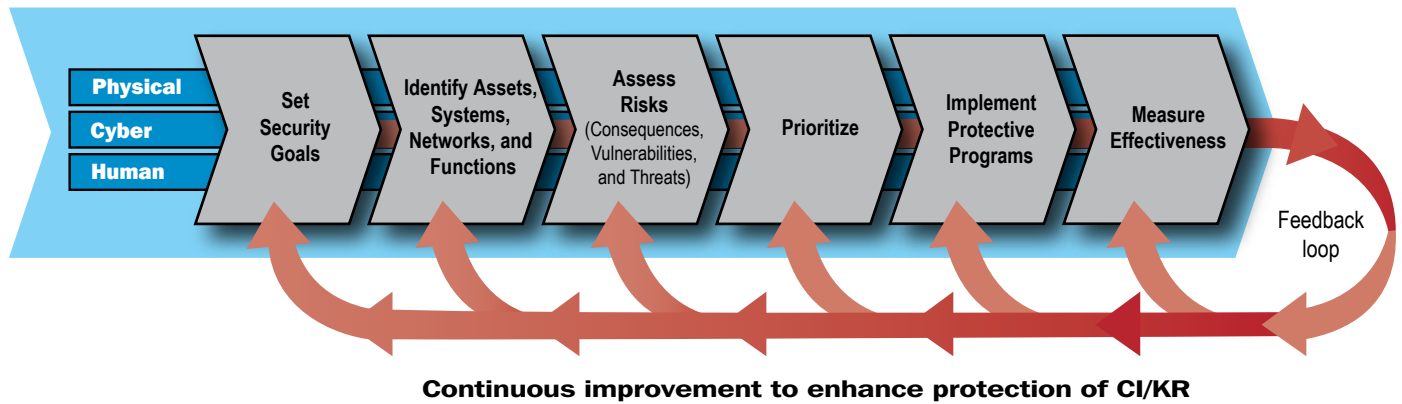 Physical
Cyber
Human
Set
Security
Goals
Identify Assets,
Systems,
Networks, and
Functions
Assess
Risks
(Consequences,
Vulnerabilities,
and Threats)
Prioritize
Implement
Protective
Programs
Measure
Effectiveness
Feedback
loop
Continuous improvement to enhance protection of CI/KR